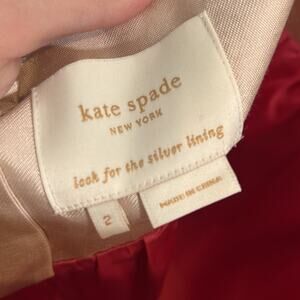 kate spade
NEW YORK
look for the silver lining
2
MADE IN CHINA